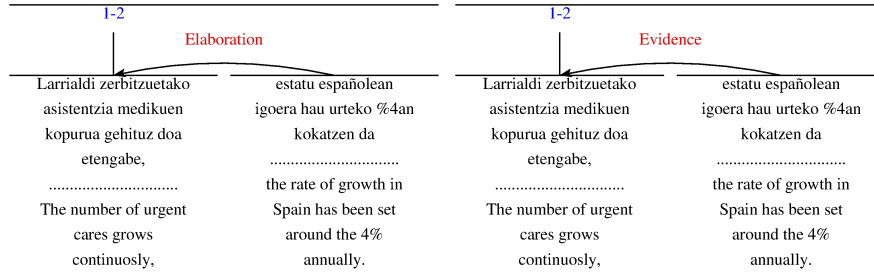 1-2
Elaboration
Larrialdi zerbitzuetako
asistentzia medikuen
kopurua gehituz doa
etengabe,
...............................
The number of urgent
cares grows
continuosly,
estatu españolean
igoera hau urteko %4an
kokatzen da
...............................
the rate of growth in
Spain has been set
around the 4%
annually.
1-2
Evidence
Larrialdi zerbitzuetako
asistentzia medikuen
kopurua gehituz doa
etengabe,
...............................
The number of urgent
cares grows
continuosly,
estatu españolean
igoera hau urteko %4an
kokatzen da
...............................
the rate of growth in
Spain has been set
around the 4%
annually.